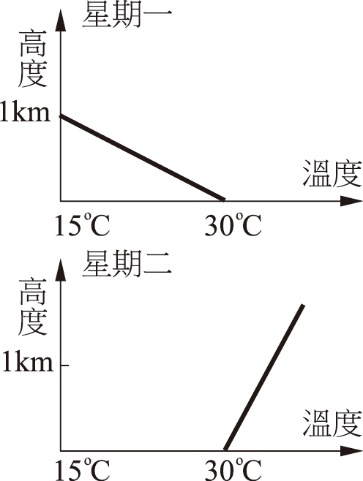 星期一
高度
1km
溫度
15℃ 30℃
星期二
高度
1km
溫度
15℃ 30℃